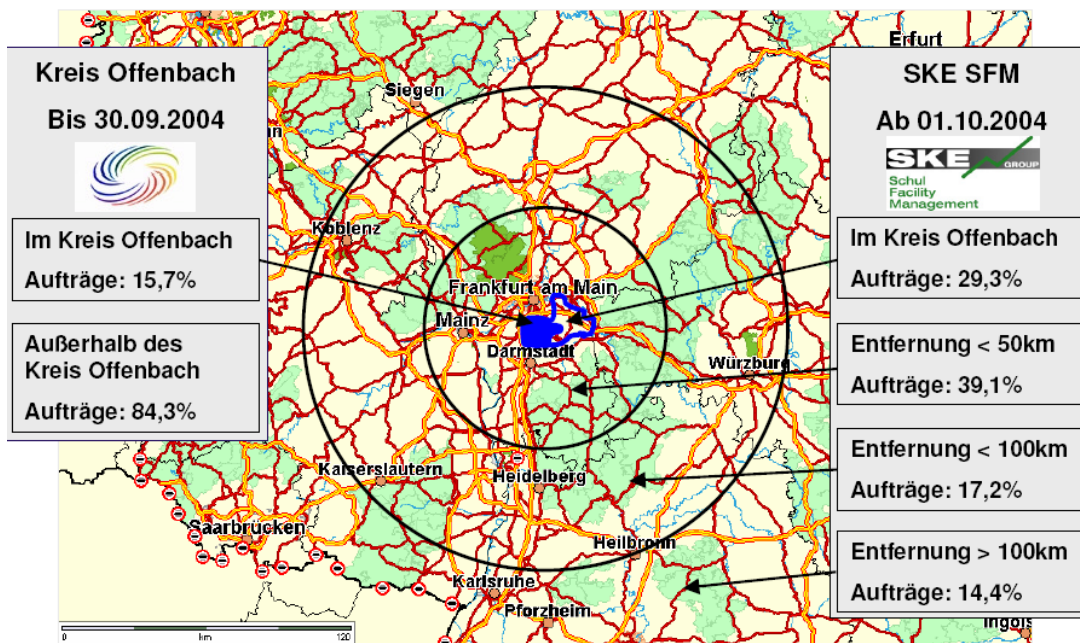 Kreis Offenbach
Bis 30.09.2004
Im Kreis Offenbach
Aufträge: 15,7%
Außerhalb des
Kreis Offenbach
Aufträge: 84,3%
Erfurt
Siegen
Koblenz
Frankfurt am Main
Mainz
Darmstadt
Würzburg
Kaiserslautern
Heidelberg
Saarbrücken
Heilbronn
Karlsruhe
Pforzheim
0 km 120
SKE SFM
Ab 01.10.2004
SKE GROUP
Schul
Facility
Management
Im Kreis Offenbach
Aufträge: 29,3%
Entfernung < 50km
Aufträge: 39,1%
Entfernung < 100km
Aufträge: 17,2%
Entfernung > 100km
Aufträge: 14,4%